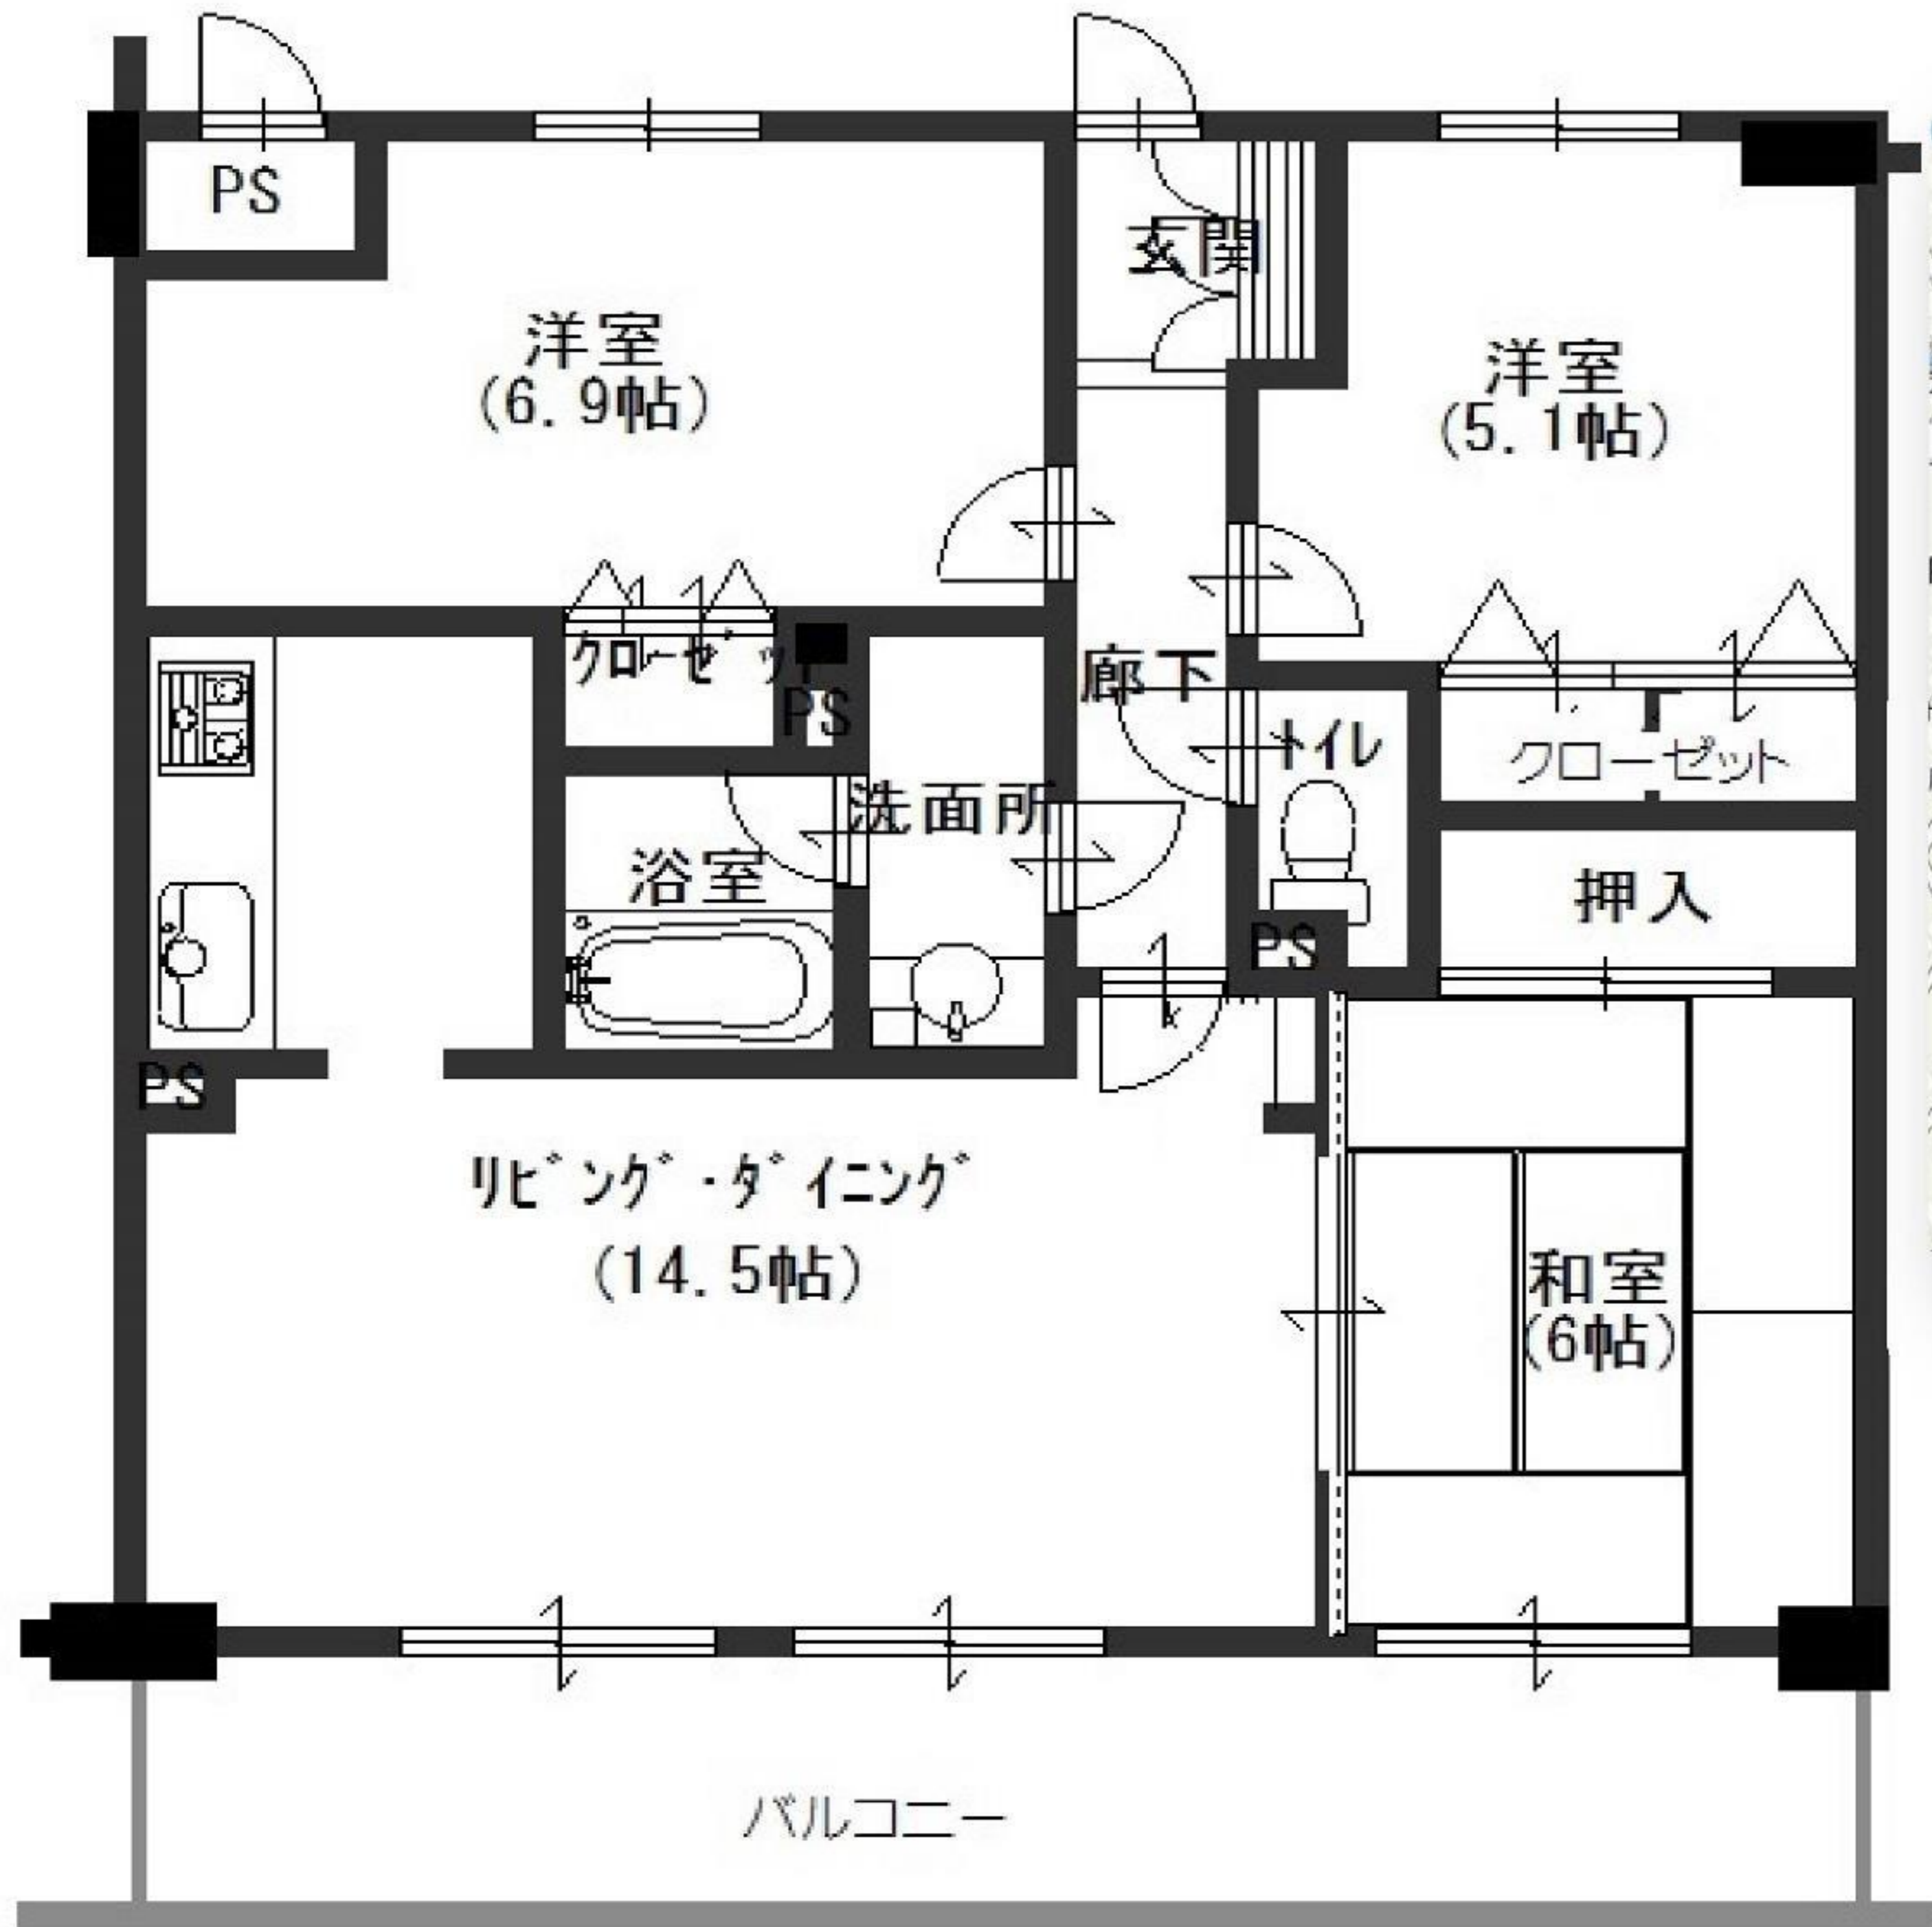 PS
玄関
洋室
(6.9帖)
洋室
(5.1帖)
クローゼット
PS
廊下
トイレ
クローゼット
洗面所
浴室
押入
PS
PS
リビング・ダイニング
(14.5帖)
和室
(6帖)
バルコニー